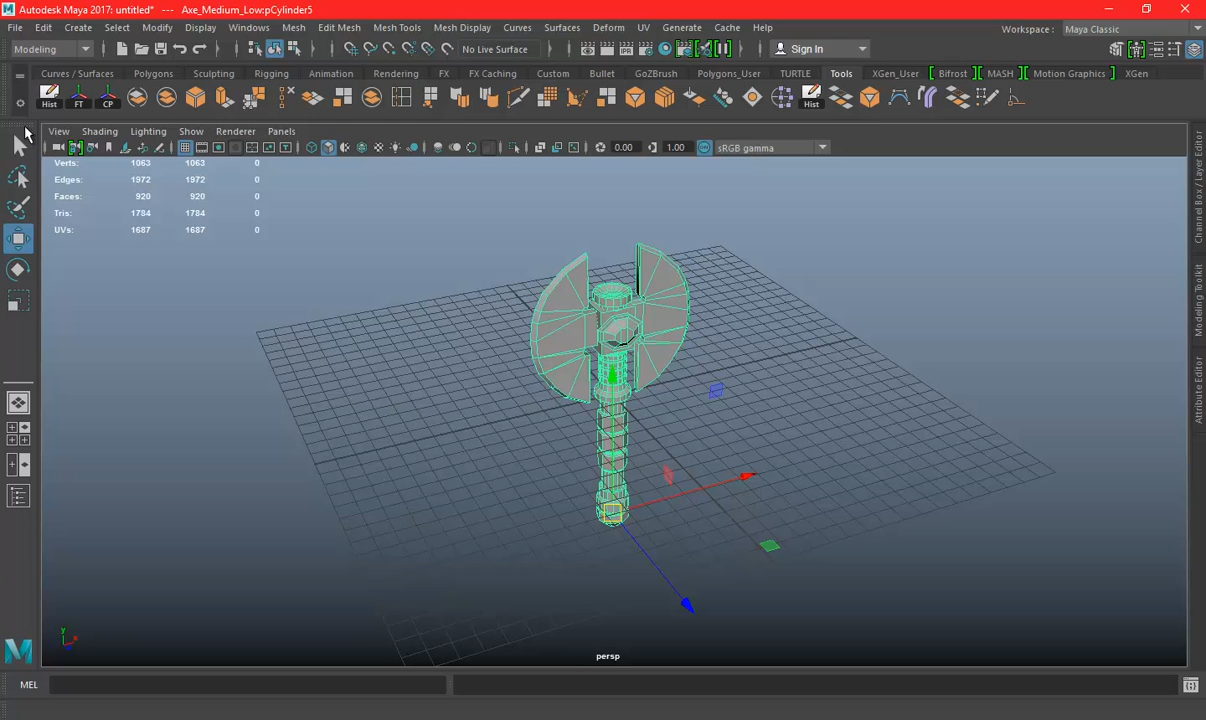 Autodesk Maya 2017: untitled* --- Axe_Medium_Low:pCylinder5
File Edit Create Select Modify Display Windows Mesh Edit Mesh Mesh Tools Mesh Display Curves Surfaces Deform UV Generate Cache Help Workspace : Maya Classic
Modeling No Live Surface Sign In
Curves / Surfaces Polygons Sculpting Rigging Animation Rendering FX FX Caching Custom Bullet GoZBrush Polygons_User TURTLE Tools XGen_User Bifrost MASH Motion Graphics XGen
Hist FT CP Hist
View Shading Lighting Show Renderer Panels
0.00 1.00 sRGB gamma
Verts: 1063 1063 0
Edges: 1972 1972 0
Faces: 920 920 0
Tris: 1784 1784 0
UVs: 1687 1687 0
Channel Box / Layer Editor
Modeling Toolkit
Attribute Editor
y
x
persp
MEL